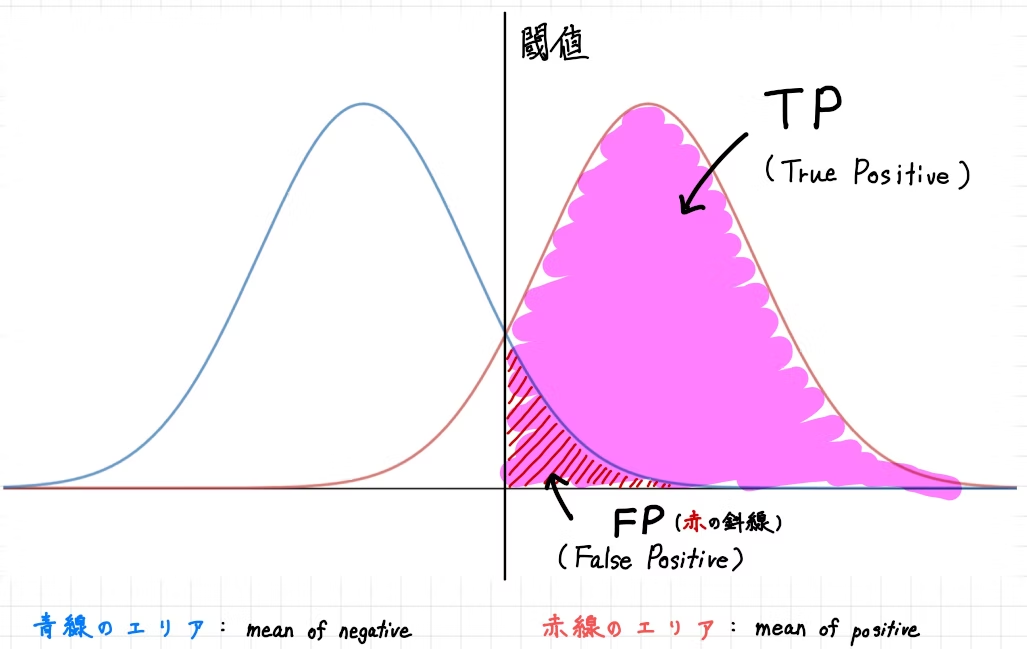 閾値
TP
(True Positive)
FP (赤の斜線)
(False Positive)
青線のエリア : mean of negative
赤線のエリア : mean of positive